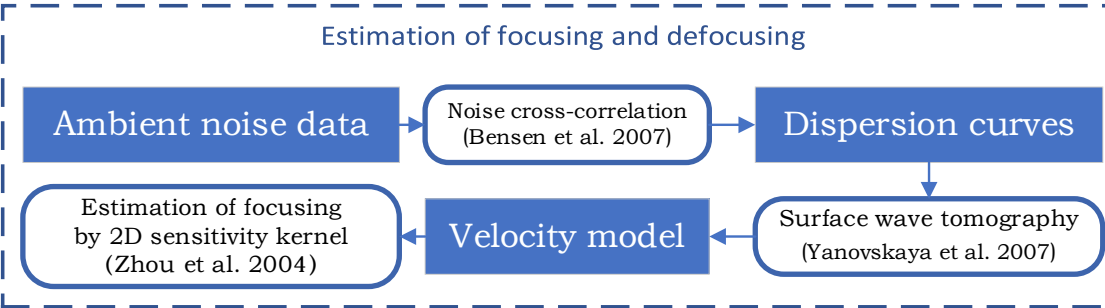 Estimation of focusing and defocusing
Ambient noise data
Noise cross-correlation
(Bensen et al. 2007)
Dispersion curves
Surface wave tomography
(Yanovskaya et al. 2007)
Velocity model
Estimation of focusing
by 2D sensitivity kernel
(Zhou et al. 2004)